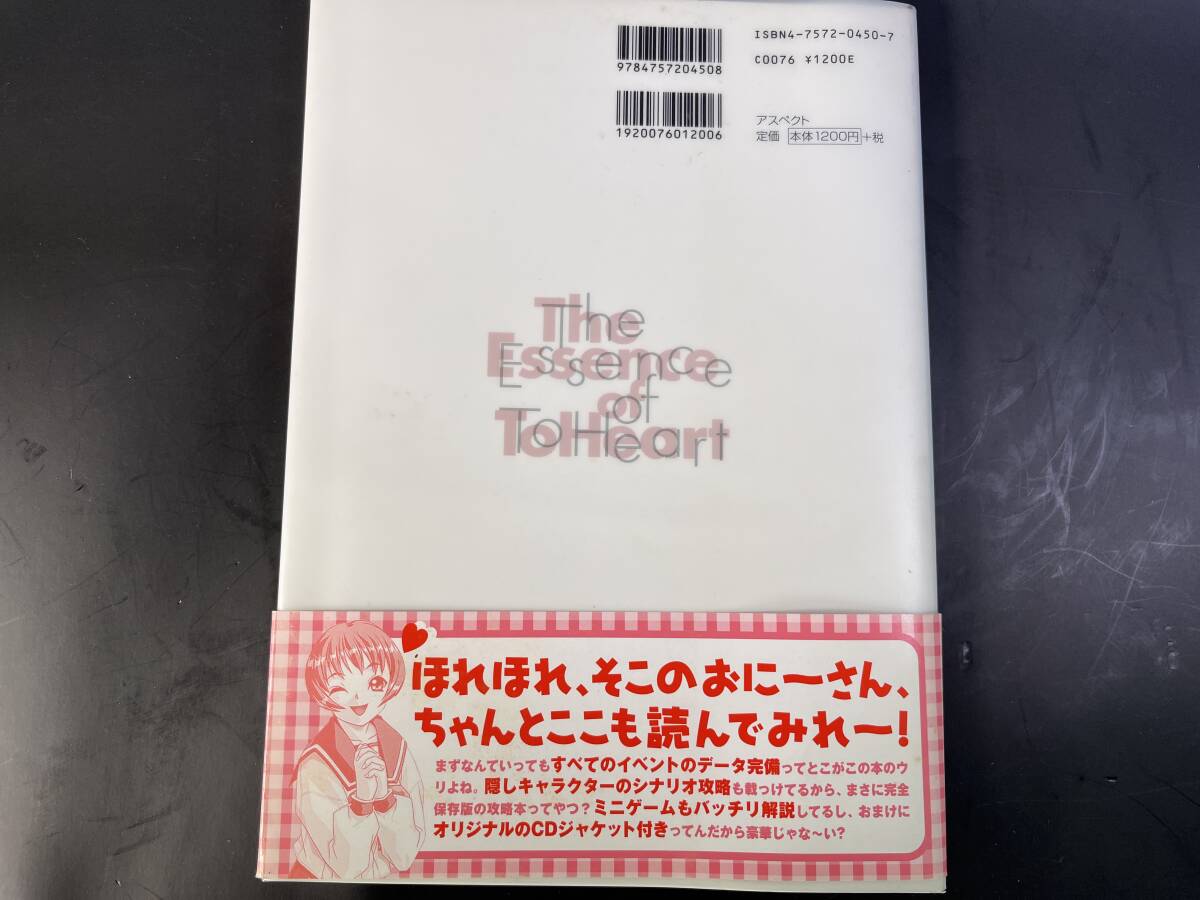 ISBN4-7572-0450-7
9784757204508
C0076 ¥1200E
1920076012006
アスペクト
定価 本体1200円+税
The
Essence
of
ToHeart
ほれほれ、そこのおにーさん、
ちゃんとここも読んでみれー!
まずなんていってもすべてのイベントのデータ完備ってとこがこの本のウ
リよね。隠しキャラクターのシナリオ攻略も載っけてるから、まさに完全
保存版の攻略本ってやつ?ミニゲームもバッチリ解説してるし、おまけに
オリジナルのCDジャケット付きってんだから豪華じゃな〜い?